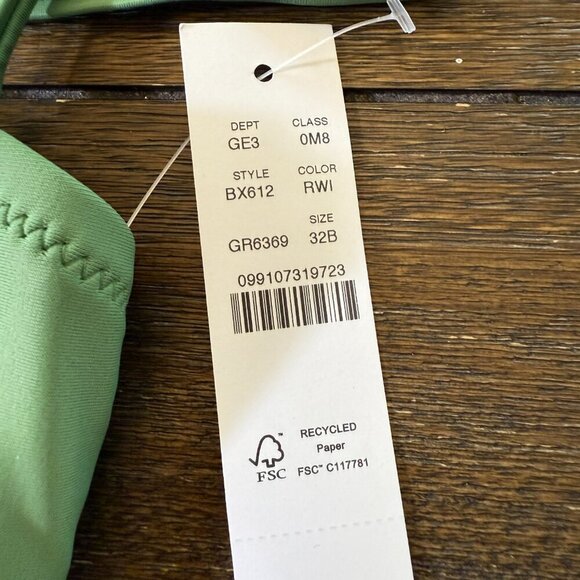 DEPT CLASS
GE3 0M8
STYLE COLOR
BX612 RWI
SIZE
GR6369 32B
099107319723
RECYCLED
Paper
FSC™ C117781
FSC